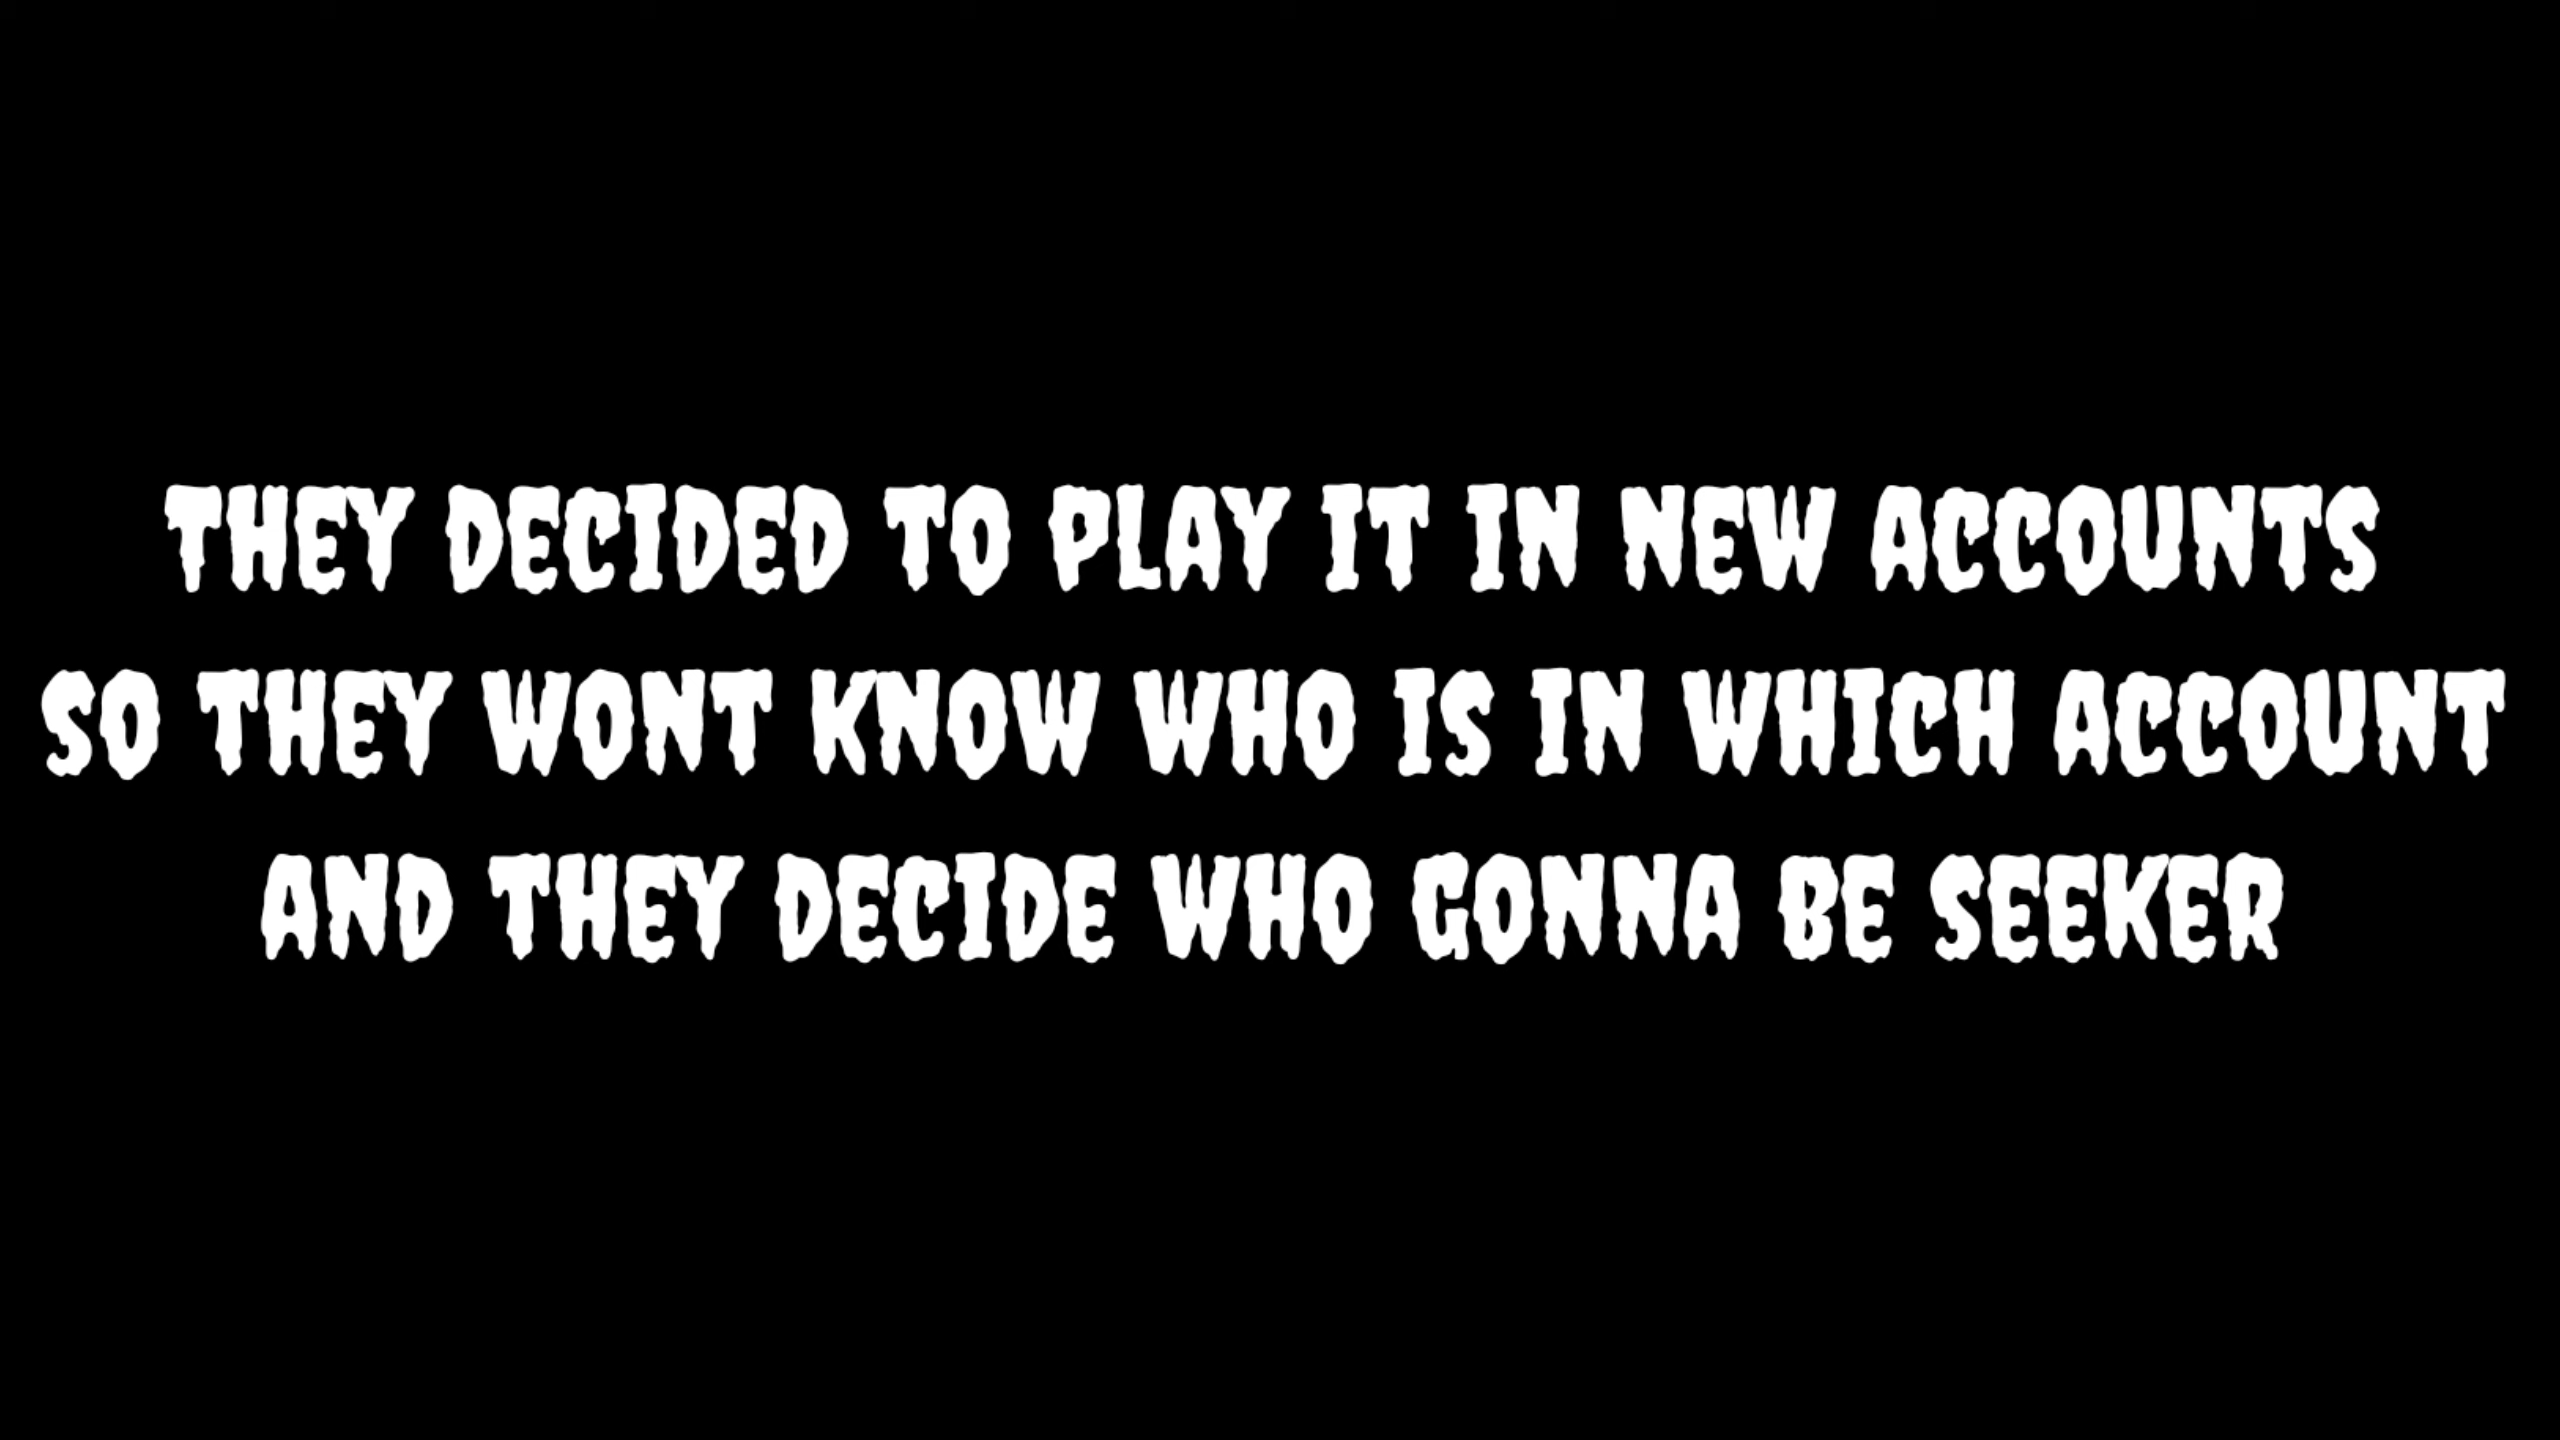 THEY DECIDED TO PLAY IT IN NEW ACCOUNTS
SO THEY WONT KNOW WHO IS IN WHICH ACCOUNT
AND THEY DECIDE WHO GONNA BE SEEKER